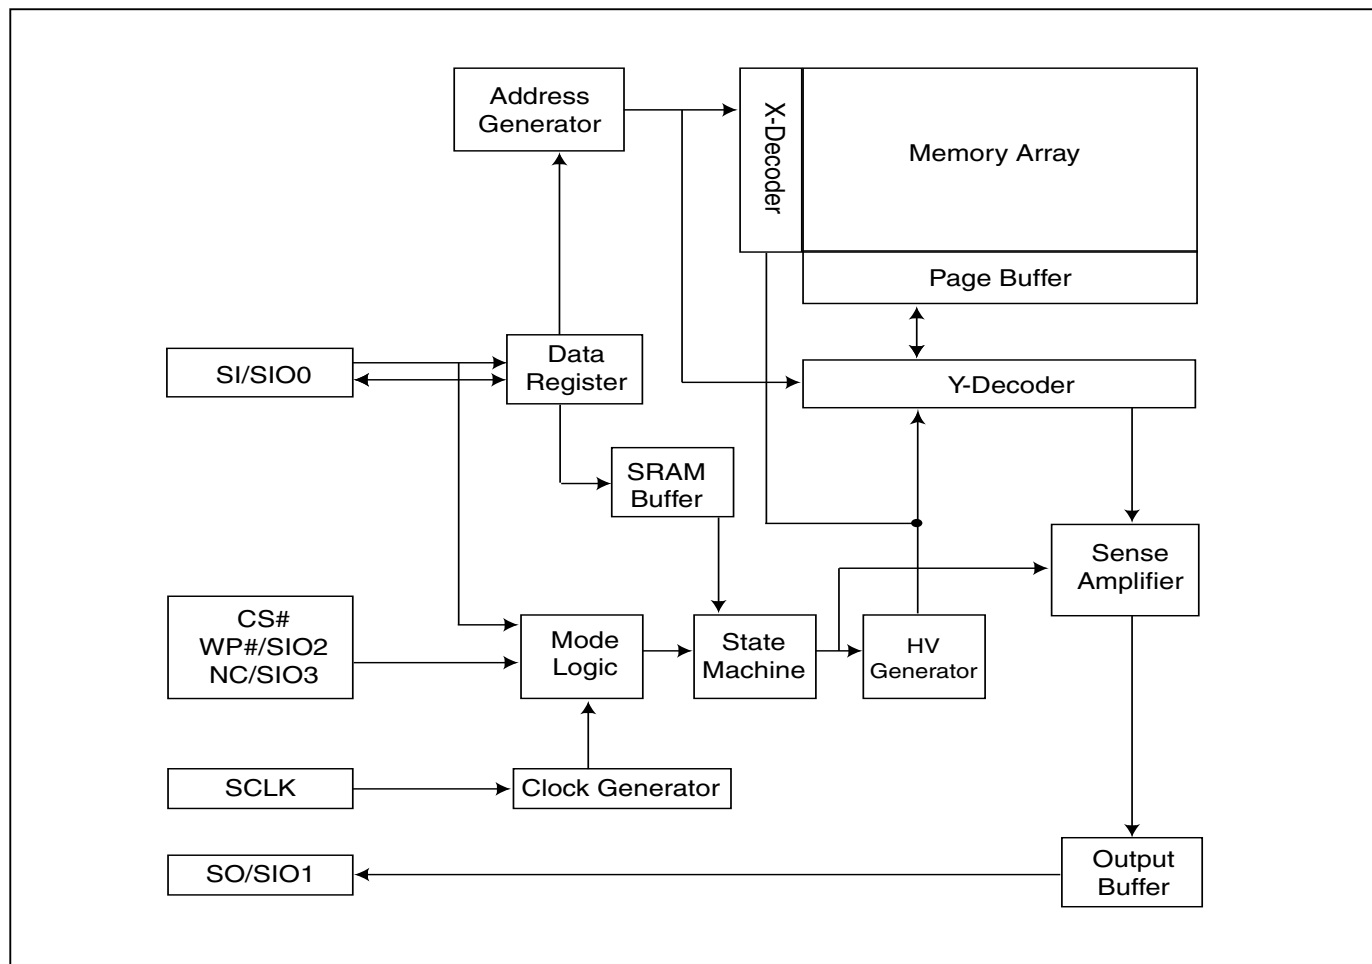 Address
Generator
X-Decoder
Memory Array
Page Buffer
SI/SIO0
Data
Register
Y-Decoder
SRAM
Buffer
Sense
Amplifier
CS#
WP#/SIO2
NC/SIO3
Mode
Logic
State
Machine
HV
Generator
SCLK
Clock Generator
SO/SIO1
Output
Buffer